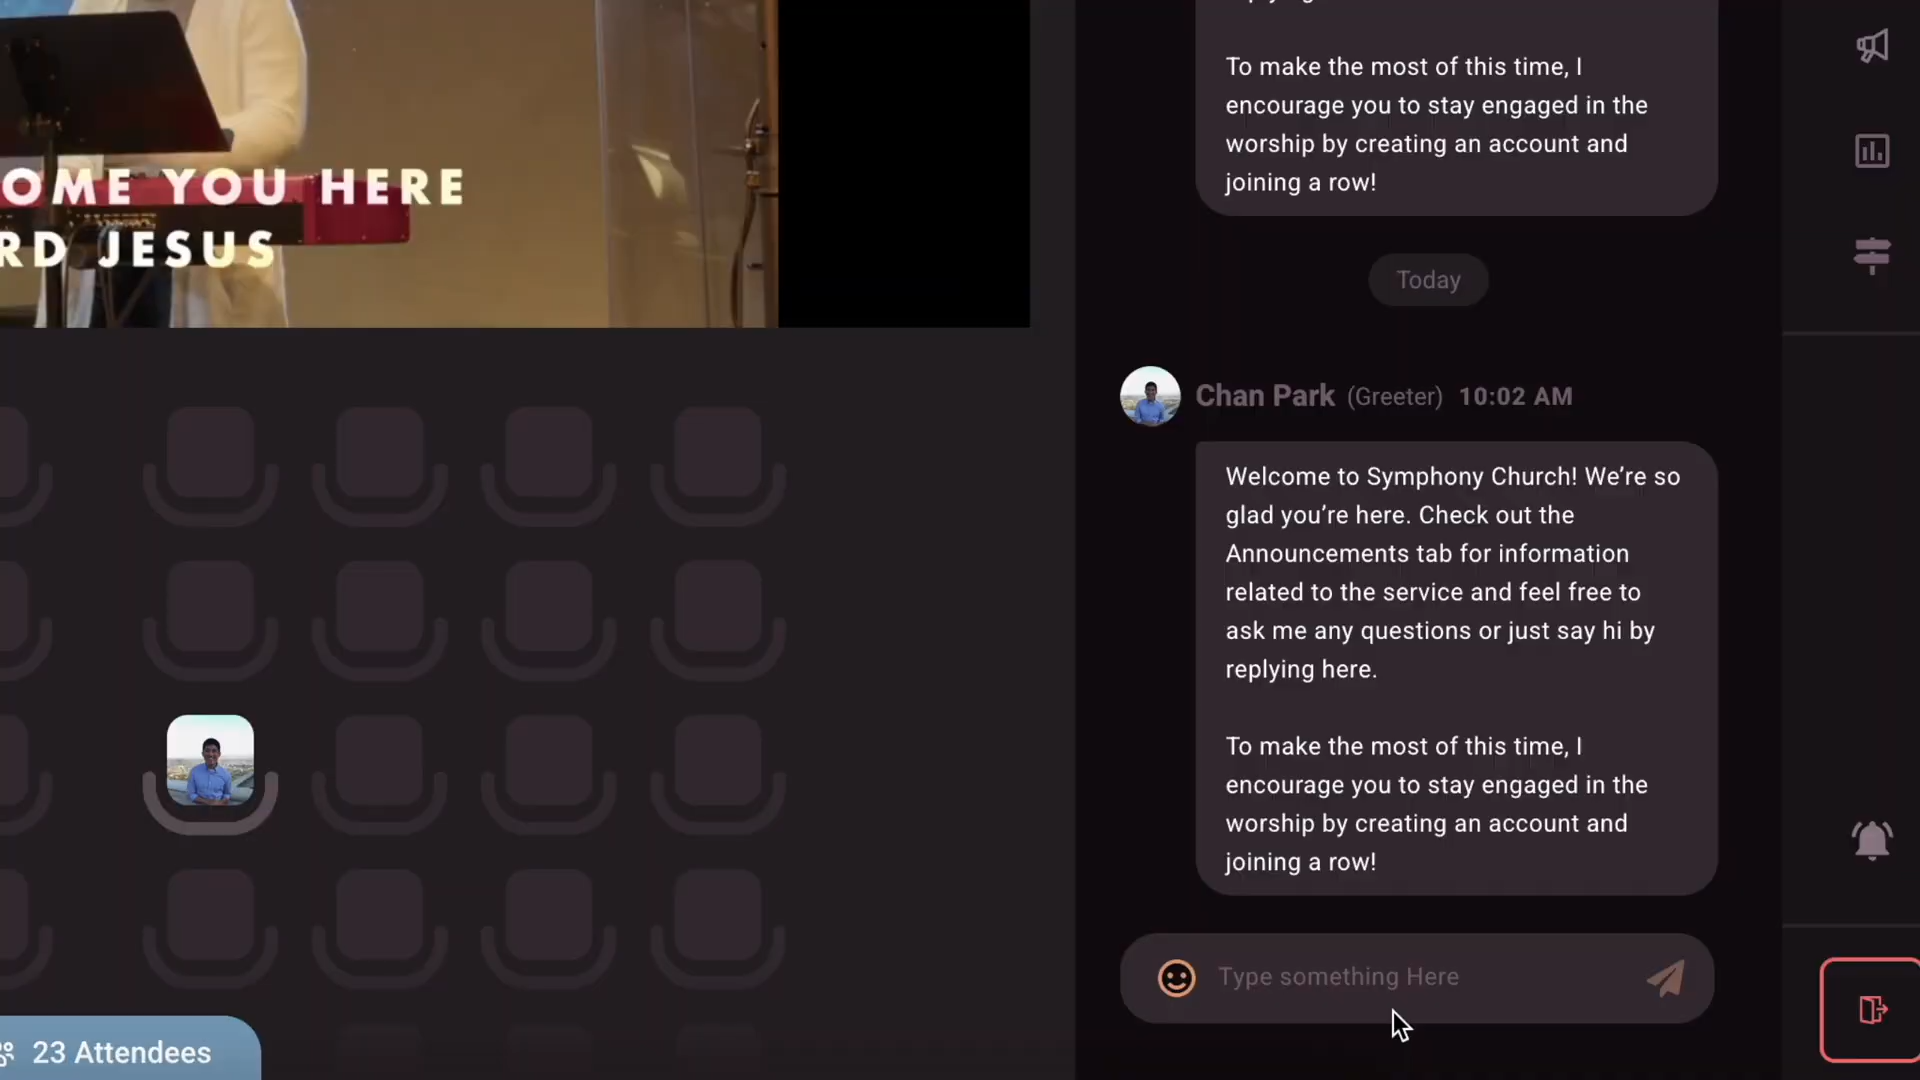 OME YOU HERE
RD JESUS
23 Attendees
To make the most of this time, I
encourage you to stay engaged in the
worship by creating an account and
joining a row!
Today
Chan Park (Greeter) 10:02 AM
Welcome to Symphony Church! We’re so
glad you’re here. Check out the
Announcements tab for information
related to the service and feel free to
ask me any questions or just say hi by
replying here.
To make the most of this time, I
encourage you to stay engaged in the
worship by creating an account and
joining a row!
Type something Here